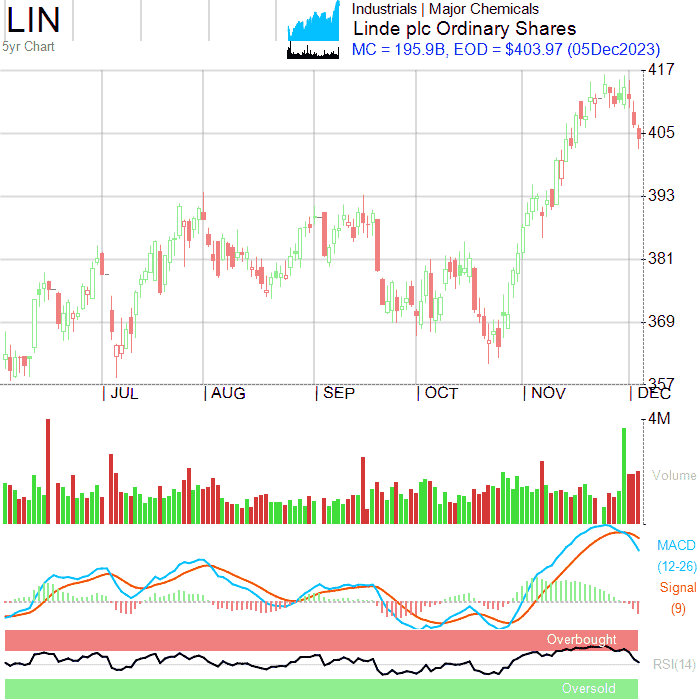 LIN
5yr Chart
Industrials | Major Chemicals
Linde plc Ordinary Shares
MC = 195.9B, EOD = $403.97 (05Dec2023)
417
405
393
381
369
357
JUL AUG SEP OCT NOV DEC
4M
Volume
MACD
(12-26)
Signal
(9)
Overbought
RSI(14)
Oversold